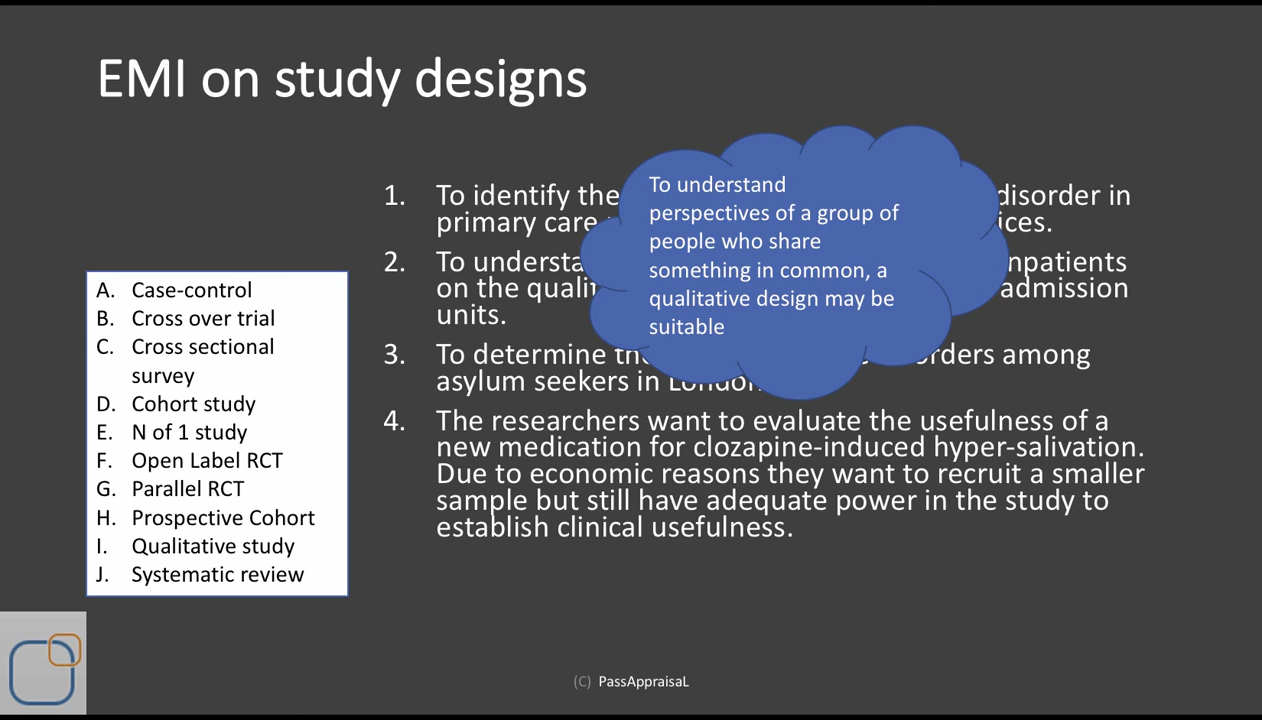 EMI on study designs
1. To identify the disorder in
primary care ices.
2. To understa npatients
on the qualit admission
units.
3. To determine the orders among
asylum seekers in London
4. The researchers want to evaluate the usefulness of a
new medication for clozapine-induced hyper-salivation.
Due to economic reasons they want to recruit a smaller
sample but still have adequate power in the study to
establish clinical usefulness.
To understand
perspectives of a group of
people who share
something in common, a
qualitative design may be
suitable
A. Case-control
B. Cross over trial
C. Cross sectional
survey
D. Cohort study
E. N of 1 study
F. Open Label RCT
G. Parallel RCT
H. Prospective Cohort
I. Qualitative study
J. Systematic review
(C) PassAppraisaL